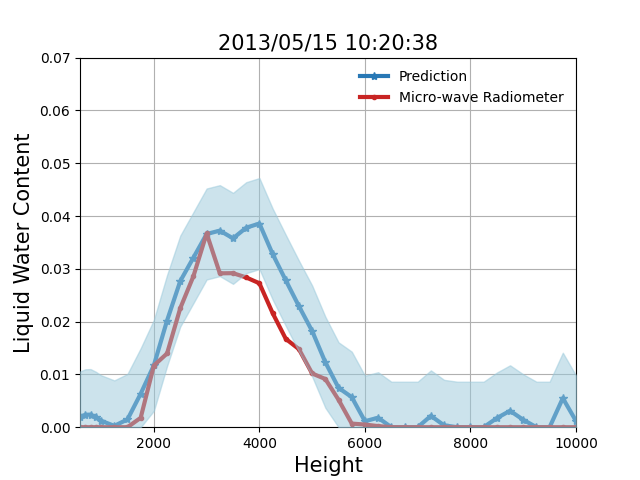 2013/05/15 10:20:38
Prediction
Micro-wave Radiometer
Liquid Water Content
0.07
0.06
0.05
0.04
0.03
0.02
0.01
0.00
2000 4000 6000 8000 10000
Height